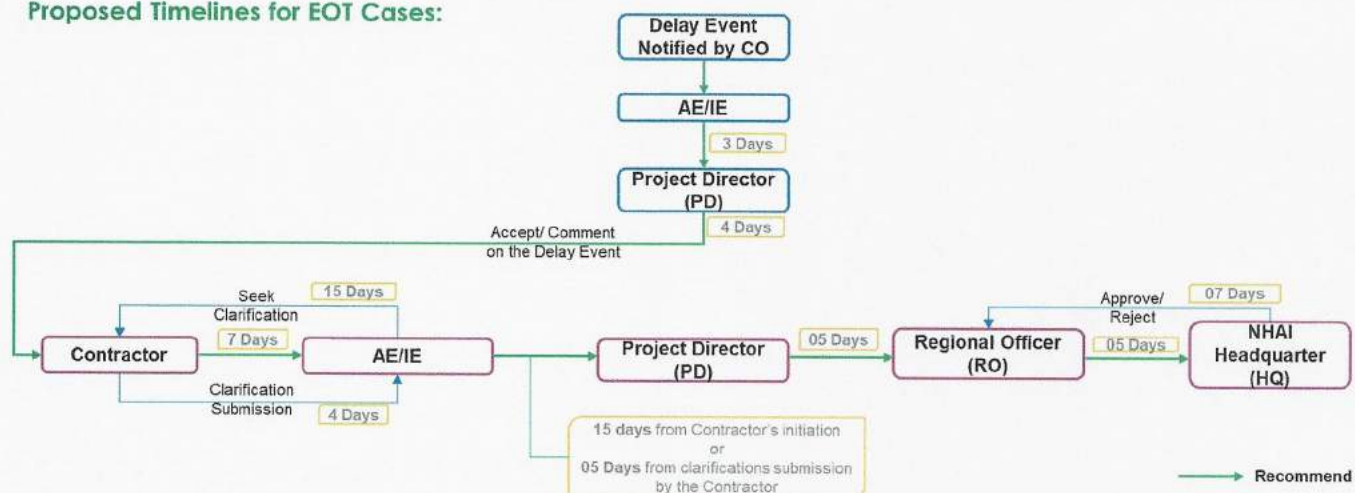 Proposed Timelines for EOT Cases:
Delay Event
Notified by CO
AE/IE
3 Days
Project Director
(PD)
4 Days
Accept/ Comment
on the Delay Event
Seek
Clarification
15 Days
Contractor
7 Days
AE/IE
Clarification
Submission
4 Days
Project Director
(PD)
05 Days
Regional Officer
(RO)
05 Days
Approve/
Reject
07 Days
NHAI
Headquarter
(HQ)
15 days from Contractor's initiation
or
05 Days from clarifications submission
by the Contractor
Recommend